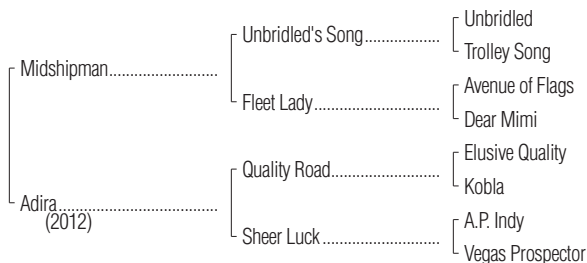 Unbridled
Unbridled's Song
Trolley Song
Midshipman
Avenue of Flags
Fleet Lady
Dear Mimi
Elusive Quality
Quality Road
Kobla
Adira
(2012)
A.P. Indy
Sheer Luck
Vegas Prospector